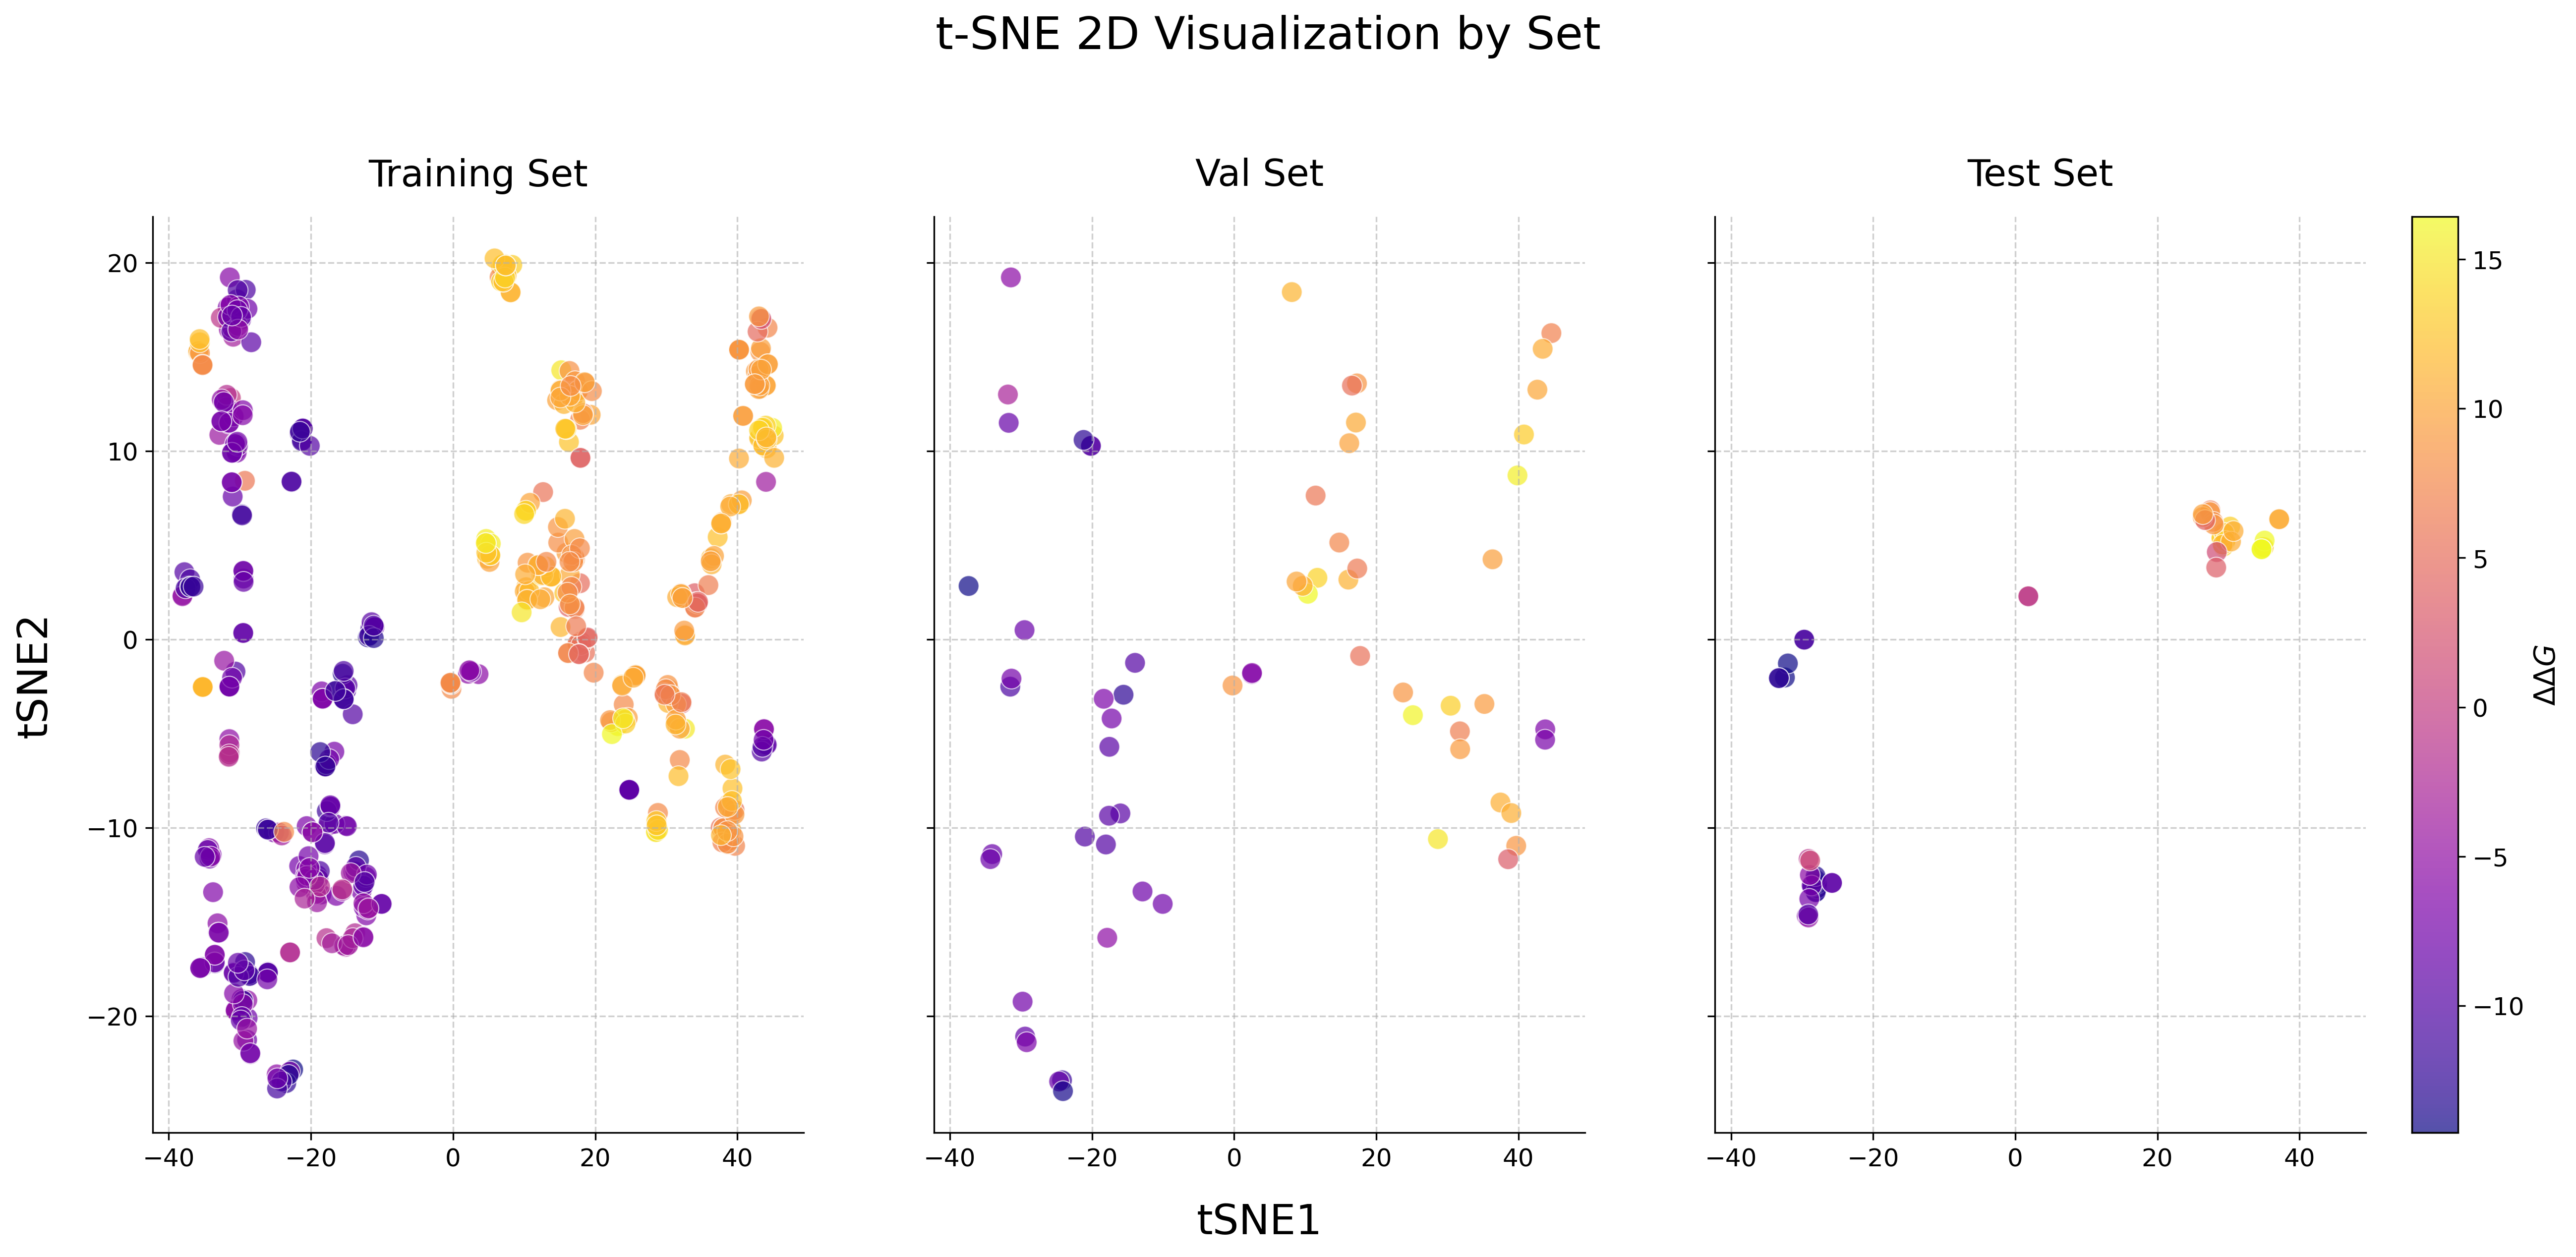 t-SNE 2D Visualization by Set
Training Set
Val Set
Test Set
tSNE2
20
10
0
−10
−20
−40 −20 0 20 40
−40 −20 0 20 40
−40 −20 0 20 40
tSNE1
15
10
5
0
−5
−10
ΔΔG